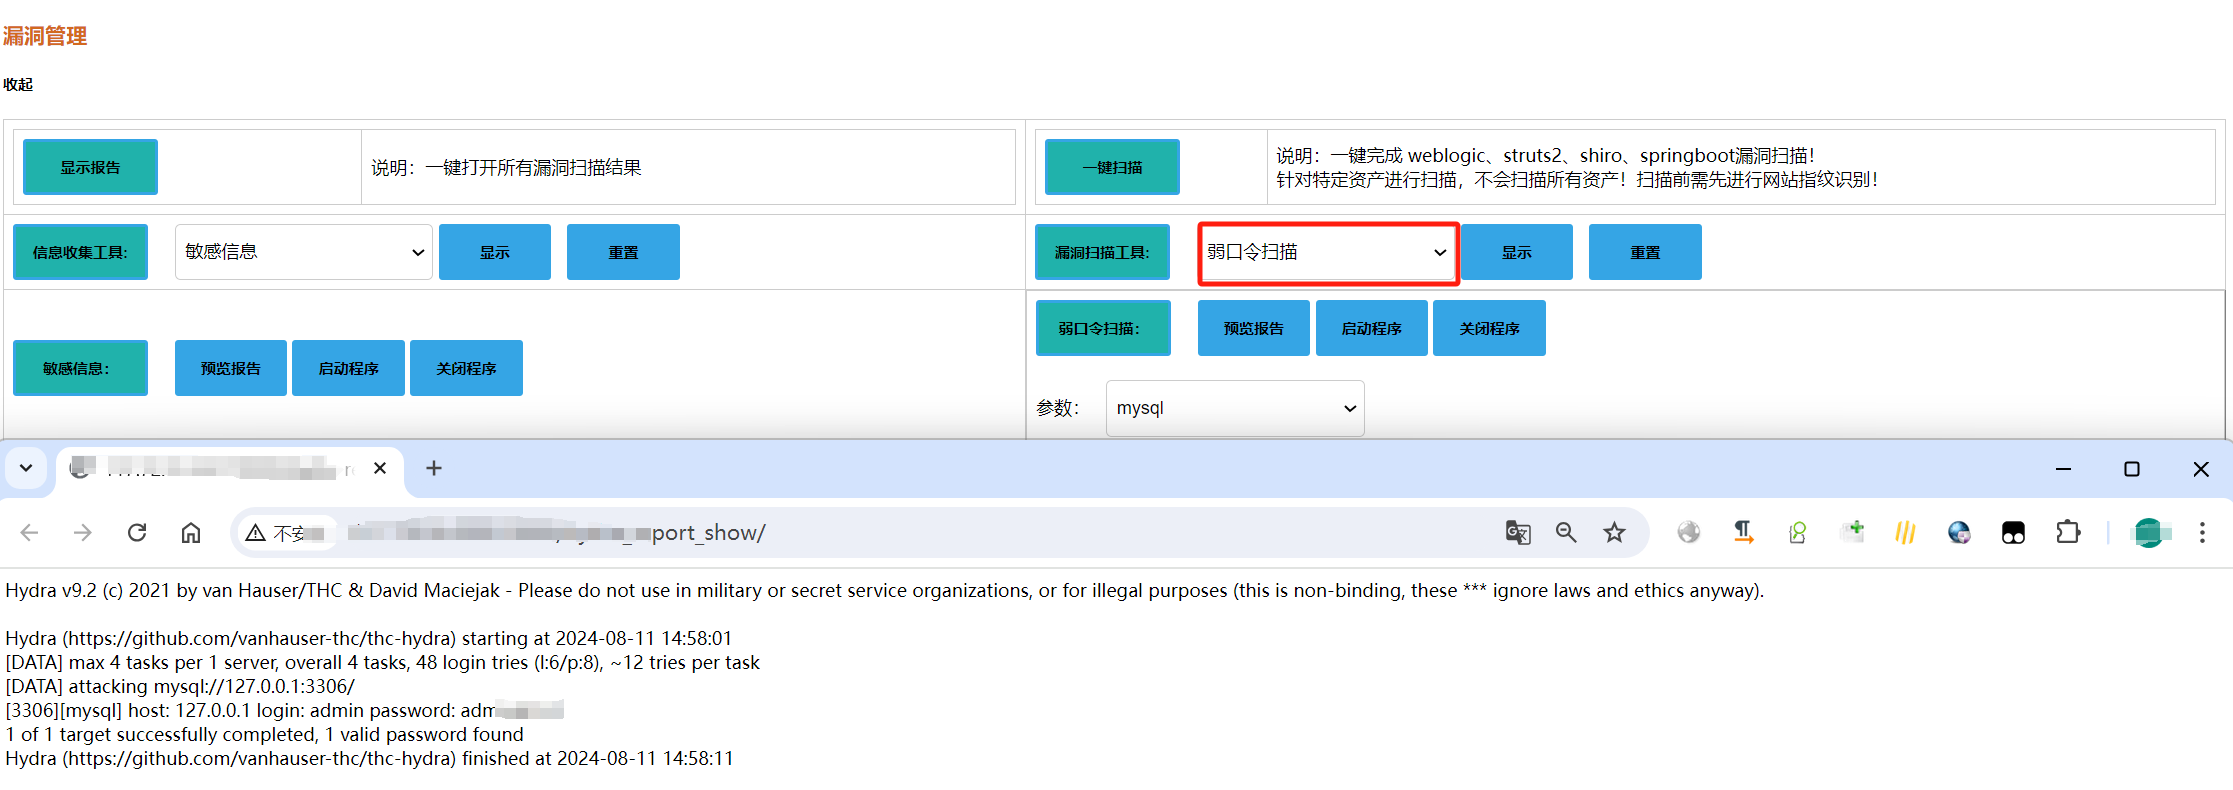 漏洞管理
收起
显示报告
说明：一键打开所有漏洞扫描结果
一键扫描
说明：一键完成 weblogic、struts2、shiro、springboot漏洞扫描！
针对特定资产进行扫描，不会扫描所有资产！扫描前需先进行网站指纹识别！
信息收集工具:
敏感信息
显示
重置
漏洞扫描工具:
弱口令扫描
显示
重置
敏感信息：
预览报告
启动程序
关闭程序
弱口令扫描：
预览报告
启动程序
关闭程序
参数：
mysql
不安
port_show/
Hydra v9.2 (c) 2021 by van Hauser/THC & David Maciejak - Please do not use in military or secret service organizations, or for illegal purposes (this is non-binding, these *** ignore laws and ethics anyway).
Hydra (https://github.com/vanhauser-thc/thc-hydra) starting at 2024-08-11 14:58:01
[DATA] max 4 tasks per 1 server, overall 4 tasks, 48 login tries (l:6/p:8), ~12 tries per task
[DATA] attacking mysql://127.0.0.1:3306/
[3306][mysql] host: 127.0.0.1 login: admin password: adm
1 of 1 target successfully completed, 1 valid password found
Hydra (https://github.com/vanhauser-thc/thc-hydra) finished at 2024-08-11 14:58:11